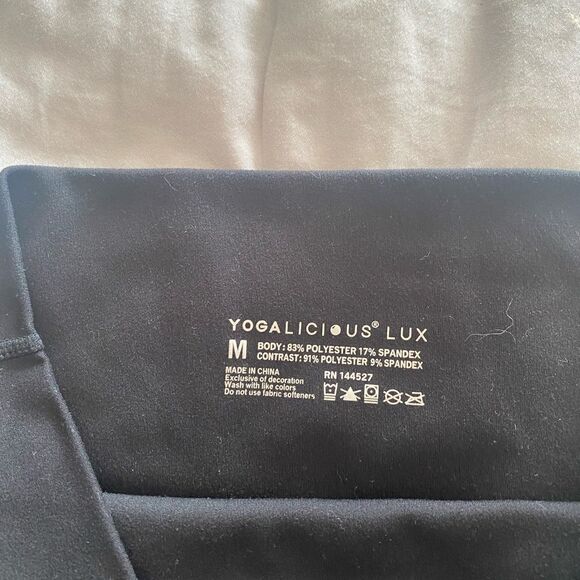 YOGALICIOUS® LUX
M
BODY: 83% POLYESTER 17% SPANDEX
CONTRAST: 91% POLYESTER 9% SPANDEX
MADE IN CHINA
RN 144527
Exclusive of decoration
Wash with like colors
Do not use fabric softeners